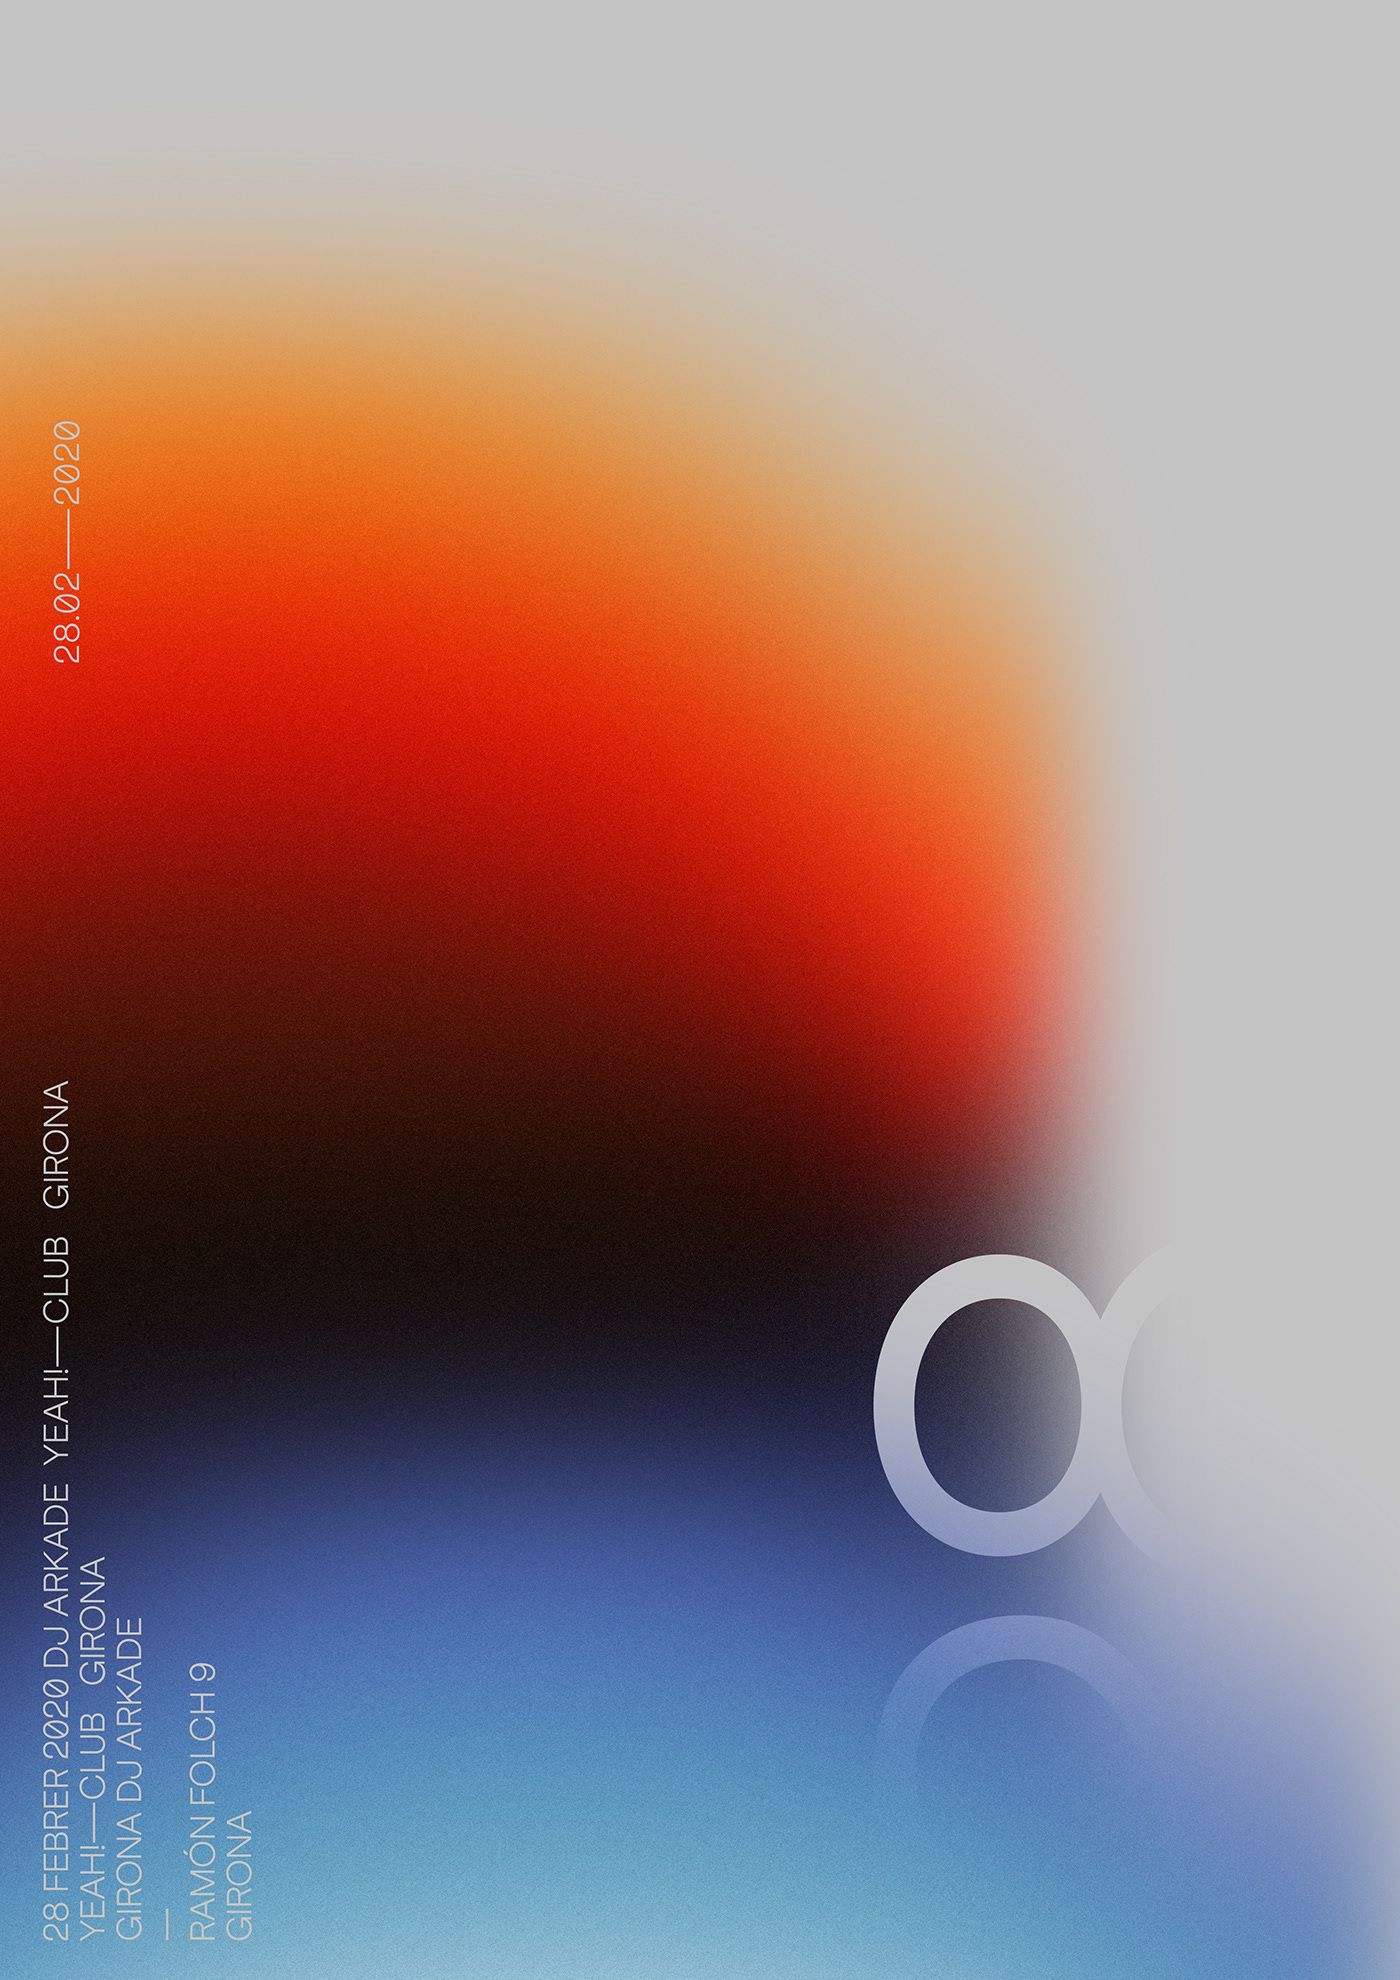 28.02—2020
28 FEBRER 2020 DJ ARKADE YEAH!—CLUB GIRONA
YEAH!—CLUB GIRONA
GIRONA DJ ARKADE
—
RAMÓN FOLCH 9
GIRONA